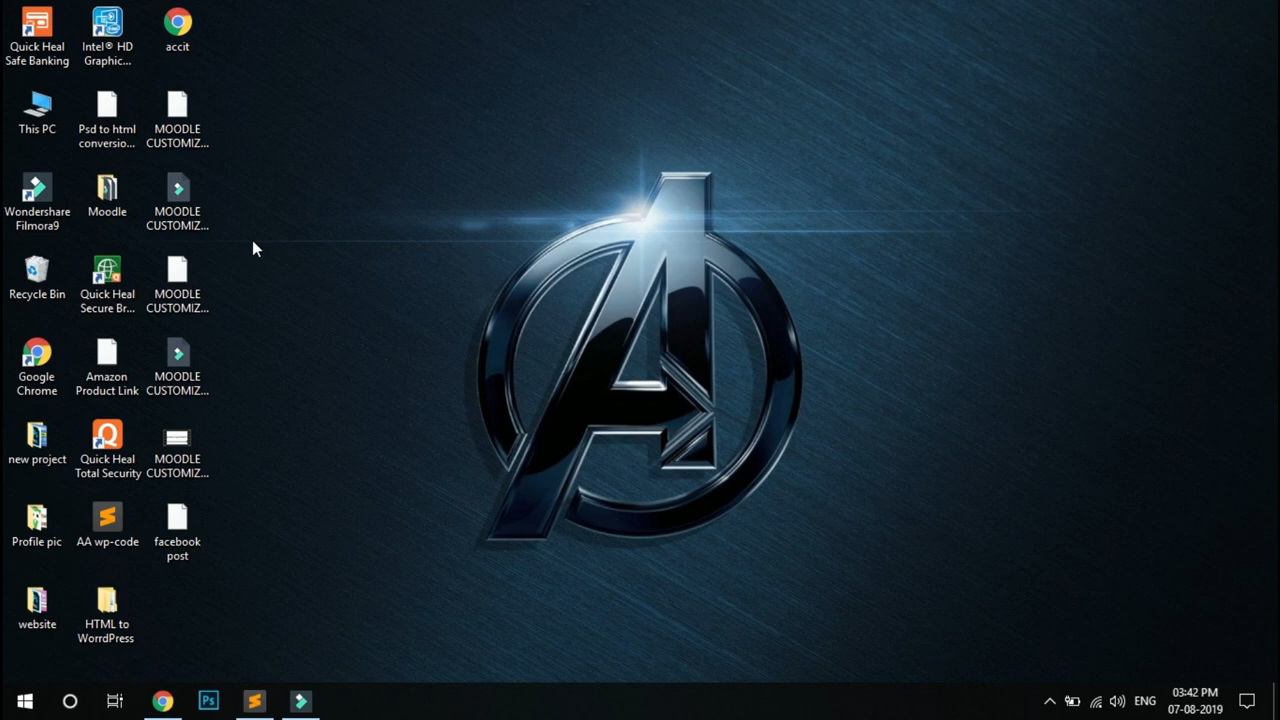 Quick Heal
Safe Banking
Intel® HD
Graphic...
accit
This PC
Psd to html
conversio...
MOODLE
CUSTOMIZ...
Wondershare
Filmora9
Moodle
MOODLE
CUSTOMIZ...
Recycle Bin
Quick Heal
Secure Br...
MOODLE
CUSTOMIZ...
Google
Chrome
Amazon
Product Link
MOODLE
CUSTOMIZ...
new project
Quick Heal
Total Security
MOODLE
CUSTOMIZ...
Profile pic
AA wp-code
facebook
post
website
HTML to
WorrdPress
Ps
ENG
03:42 PM
07-08-2019